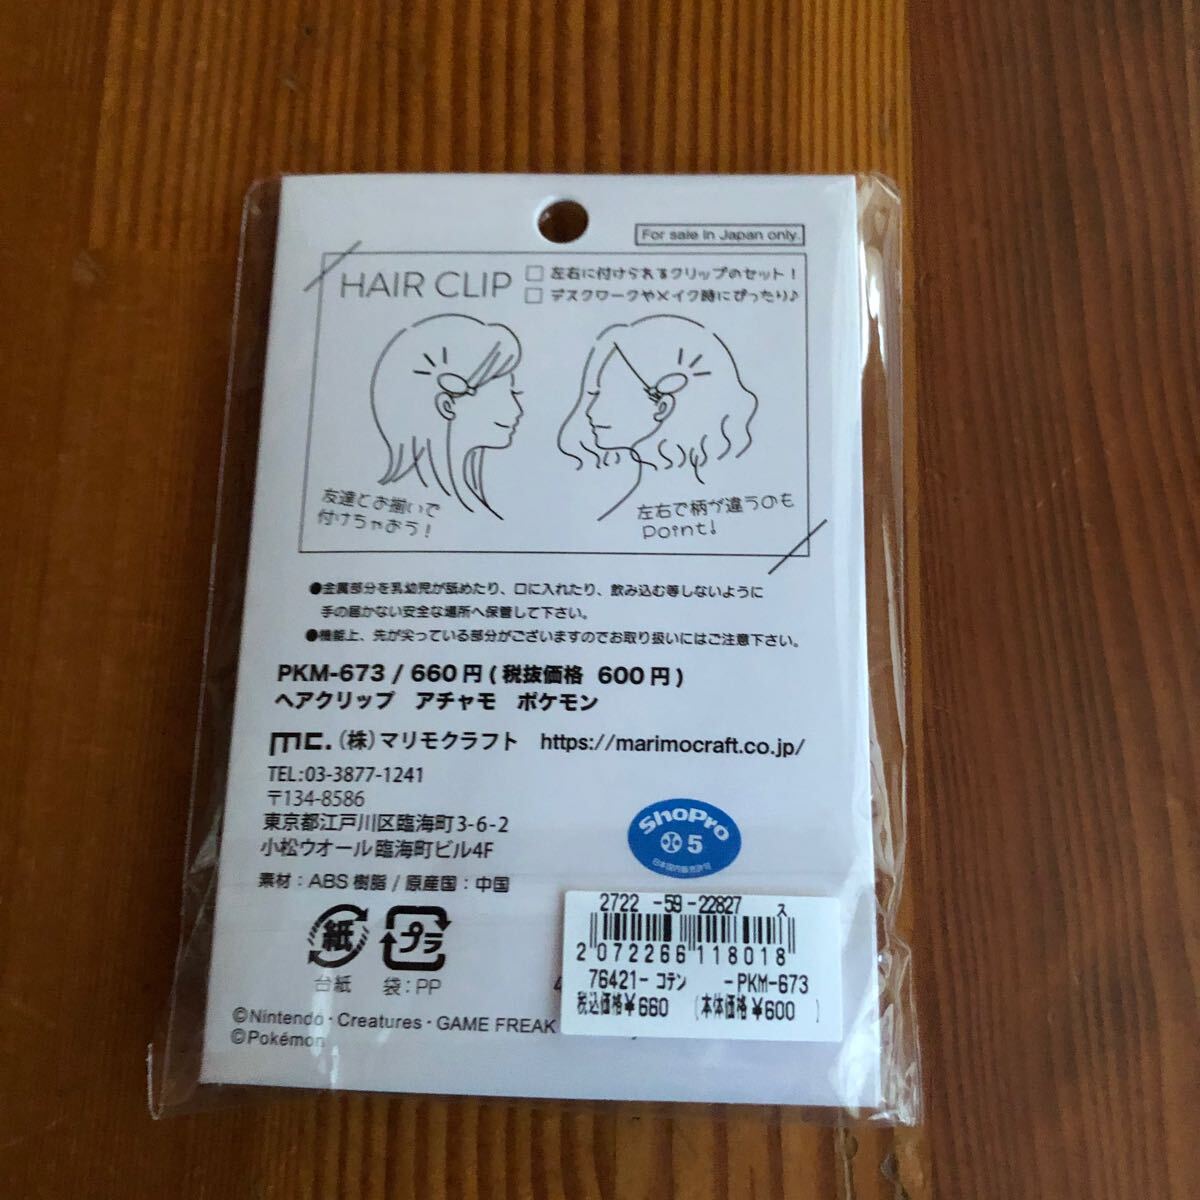 For sale in Japan only.
HAIR CLIP
□ 左右に付けられるクリップのセット!
□ デスクワークやメイク時にぴったり♪
友達とお揃いで
付けちゃおう!
左右で柄が違うのも
Point!
●金属部分を乳幼児が舐めたり、口に入れたり、飲み込む等しないように
手の届かない安全な場所へ保管して下さい。
●機能上、先が尖っている部分がございますのでお取り扱いにはご注意下さい。
PKM-673 / 660円(税抜価格 600円)
ヘアクリップ アチャモ ポケモン
mc. (株)マリモクラフト https://marimocraft.co.jp/
TEL:03-3877-1241
〒134-8586
東京都江戸川区臨海町3-6-2
小松ウオール臨海町ビル4F
素材:ABS樹脂/原産国:中国
ShoPro
5
日本国内販売許可
紙
プラ
台紙
袋:PP
2722 -59-22827 ス
2 072266 118018
76421- コテン -PKM-673
税込価格¥660 (本体価格¥600 )
©Nintendo・Creatures・GAME FREAK
©Pokémon